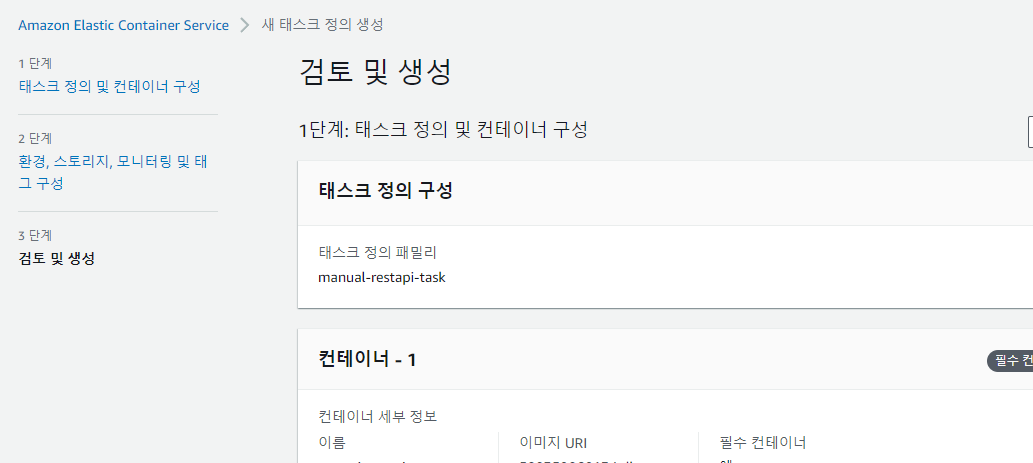 Amazon Elastic Container Service 새 태스크 정의 생성
1 단계
태스크 정의 및 컨테이너 구성
2 단계
환경, 스토리지, 모니터링 및 태
그 구성
3 단계
검토 및 생성
검토 및 생성
1단계: 태스크 정의 및 컨테이너 구성
태스크 정의 구성
태스크 정의 패밀리
manual-restapi-task
컨테이너 - 1
필수 컨
컨테이너 세부 정보
이름
이미지 URI
필수 컨테이너